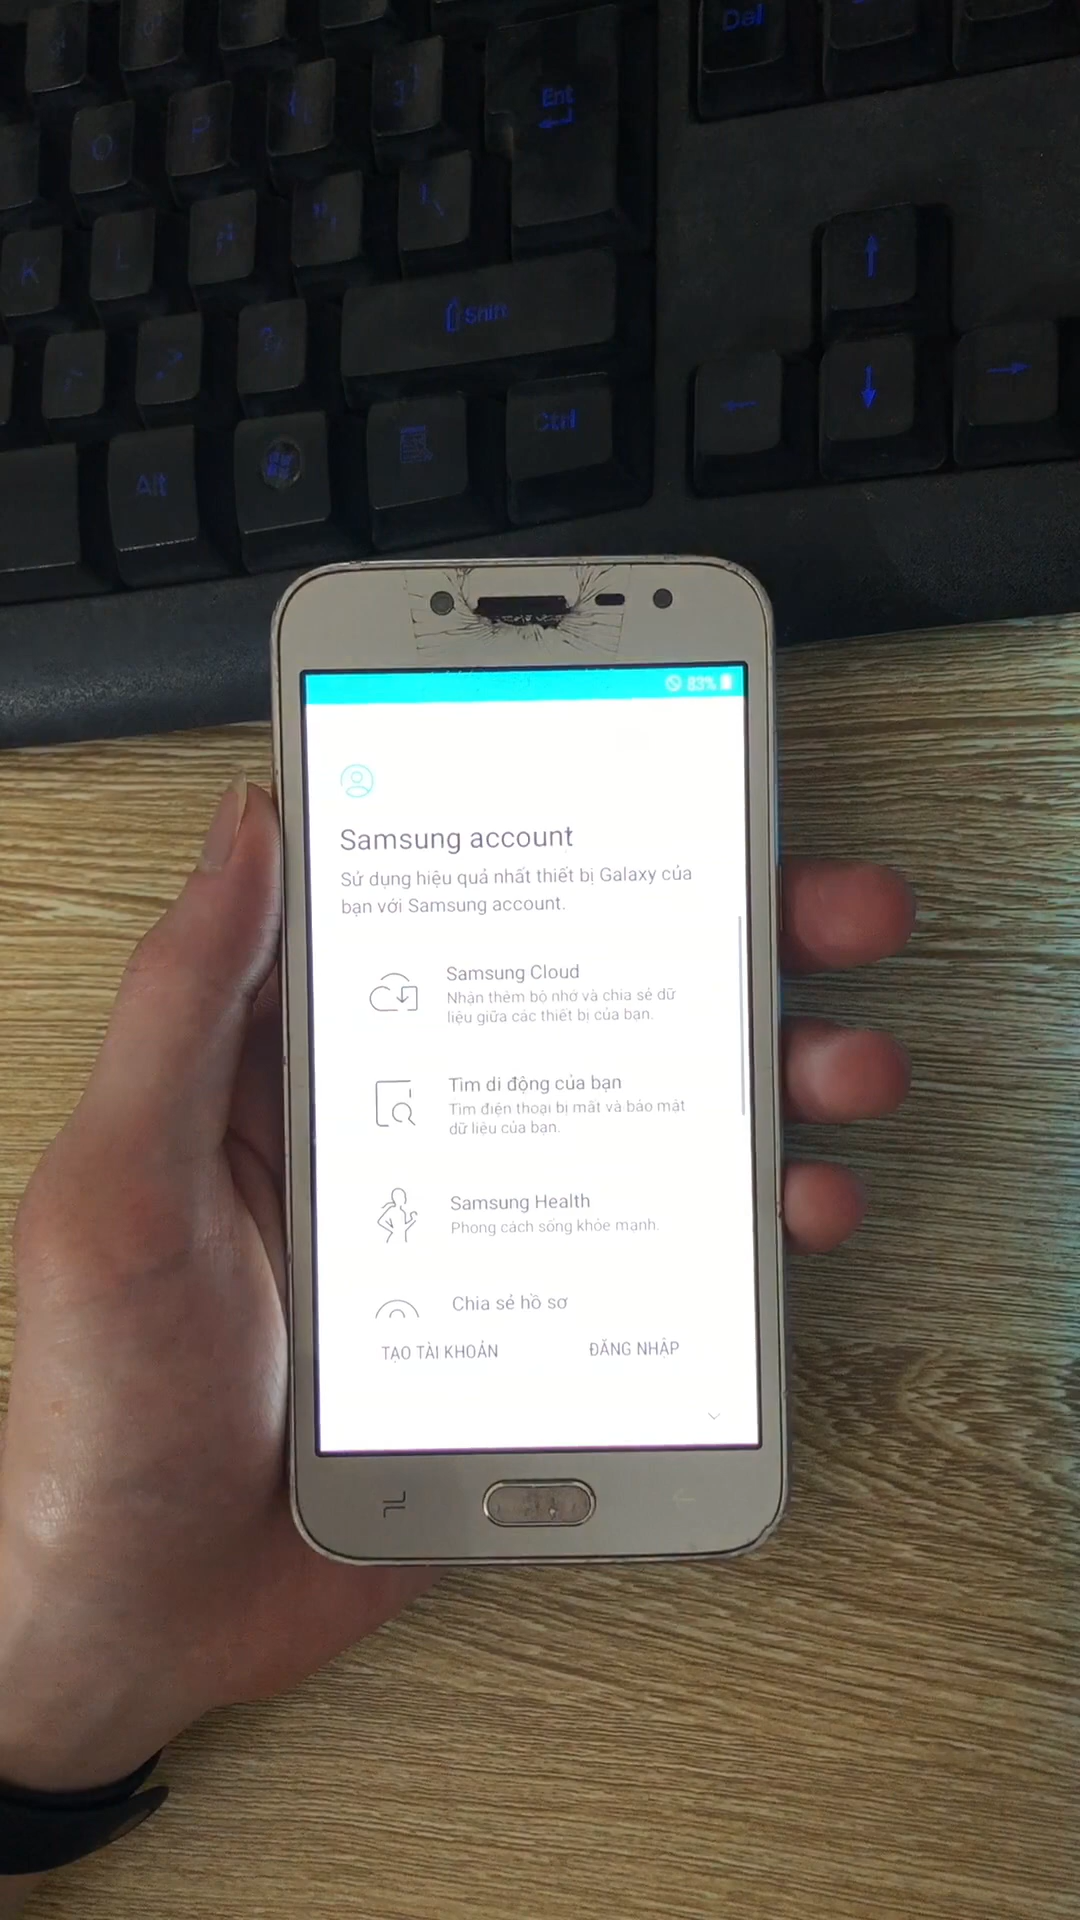 Del
Ent
O
P
K
L
Shift
Alt
Ctrl
83%
Samsung account
Sử dụng hiệu quả nhất thiết bị Galaxy của
bạn với Samsung account.
Samsung Cloud
Nhận thêm bộ nhớ và chia sẻ dữ
liệu giữa các thiết bị của bạn.
Tìm di động của bạn
Tìm điện thoại bị mất và bảo mật
dữ liệu của bạn.
Samsung Health
Phong cách sống khỏe mạnh.
Chia sẻ hồ sơ
TẠO TÀI KHOẢN
ĐĂNG NHẬP